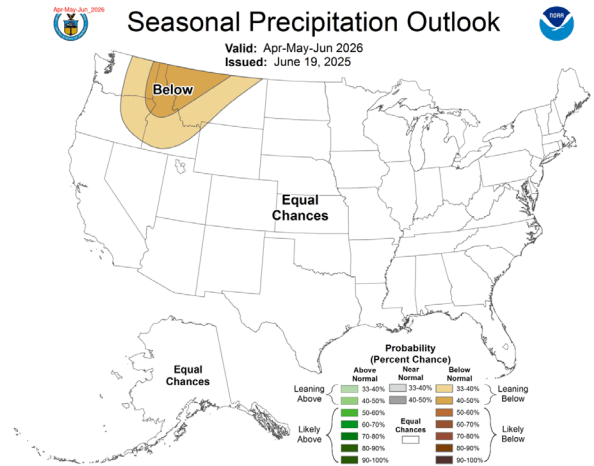 Apr-May-Jun_2026
Seasonal Precipitation Outlook
NOAA
Valid: Apr-May-Jun 2026
Issued: June 19, 2025
Below
Equal
Chances
Equal
Chances
Probability
(Percent Chance)
Above
Normal
Near
Normal
Below
Normal
Leaning
Above
33-40%
33-40%
33-40%
Leaning
Below
40-50%
40-50%
40-50%
Likely
Above
50-60%
60-70%
70-80%
80-90%
90-100%
Equal
Chances
50-60%
60-70%
70-80%
80-90%
90-100%
Likely
Below